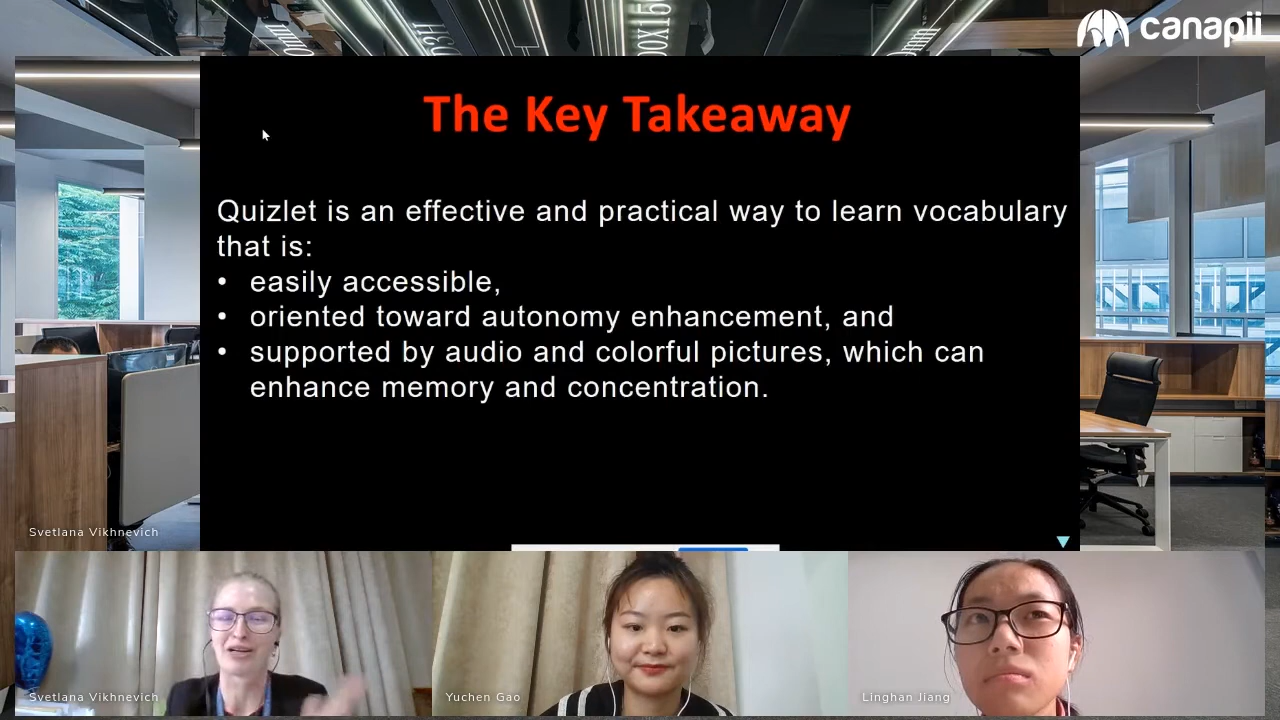 canapii
The Key Takeaway
Quizlet is an effective and practical way to learn vocabulary
that is:
• easily accessible,
• oriented toward autonomy enhancement, and
• supported by audio and colorful pictures, which can
enhance memory and concentration.
Svetlana Vikhnevich
Svetlana Vikhnevich
Yuchen Gao
Linghan Jiang